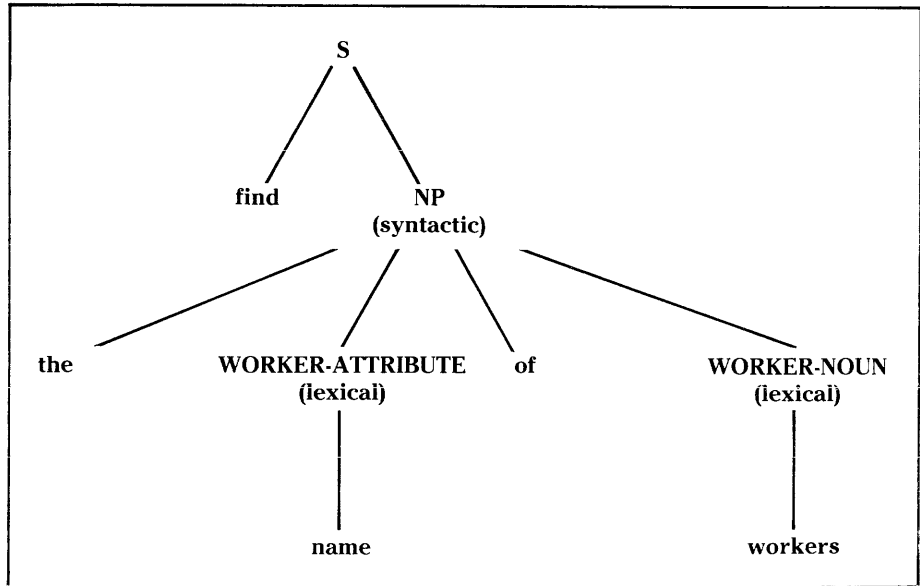 S
find NP
(syntactic)
the WORKER-ATTRIBUTE of WORKER-NOUN
(lexical) (lexical)
name workers